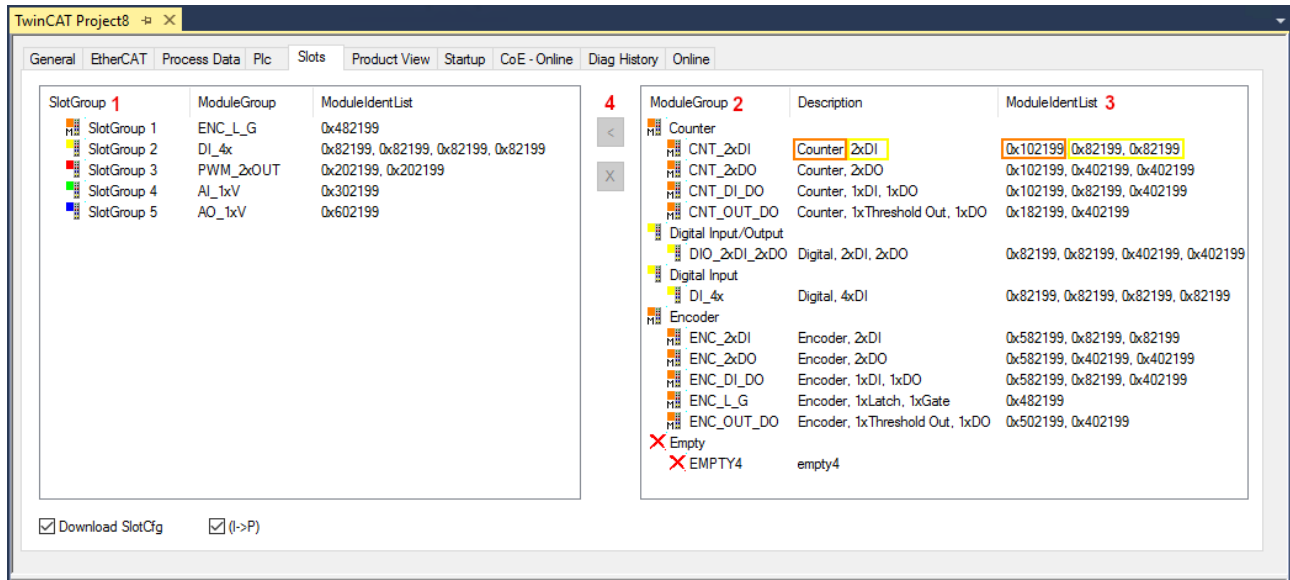 TwinCAT Project8
General EtherCAT Process Data Plc Slots Product View Startup CoE - Online Diag History Online
SlotGroup 1 ModuleGroup ModuleIdentList
SlotGroup 1 ENC_L_G 0x482199
SlotGroup 2 DI_4x 0x82199, 0x82199, 0x82199, 0x82199
SlotGroup 3 PWM_2xOUT 0x202199, 0x202199
SlotGroup 4 AI_1xV 0x302199
SlotGroup 5 AO_1xV 0x602199
4
<
X
ModuleGroup 2 Description ModuleIdentList 3
Counter
CNT_2xDI Counter, 2xDI 0x102199, 0x82199, 0x82199
CNT_2xDO Counter, 2xDO 0x102199, 0x402199, 0x402199
CNT_DI_DO Counter, 1xDI, 1xDO 0x102199, 0x82199, 0x402199
CNT_OUT_DO Counter, 1xThreshold Out, 1xDO 0x182199, 0x402199
Digital Input/Output
DIO_2xDI_2xDO Digital, 2xDI, 2xDO 0x82199, 0x82199, 0x402199, 0x402199
Digital Input
DI_4x Digital, 4xDI 0x82199, 0x82199, 0x82199, 0x82199
Encoder
ENC_2xDI Encoder, 2xDI 0x582199, 0x82199, 0x82199
ENC_2xDO Encoder, 2xDO 0x582199, 0x402199, 0x402199
ENC_DI_DO Encoder, 1xDI, 1xDO 0x582199, 0x82199, 0x402199
ENC_L_G Encoder, 1xLatch, 1xGate 0x482199
ENC_OUT_DO Encoder, 1xThreshold Out, 1xDO 0x502199, 0x402199
Empty
EMPTY4 empty4
Download SlotCfg (I->P)